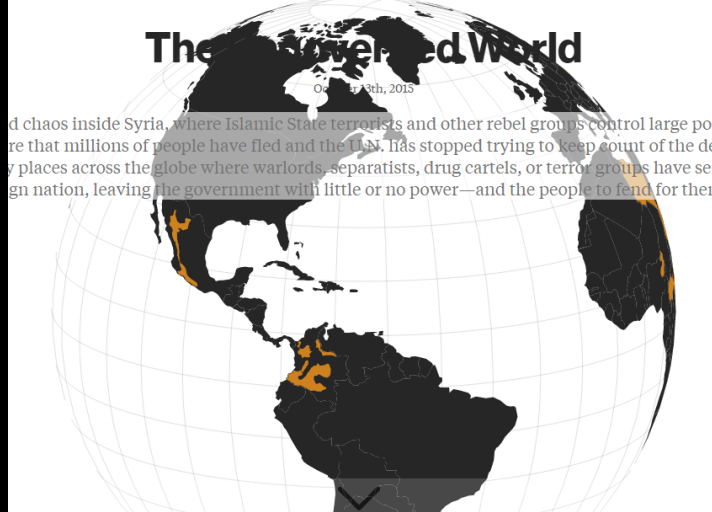 The Ungoverned World
October 13th, 2015
d chaos inside Syria, where Islamic State terrorists and other rebel groups control large po
re that millions of people have fled and the U.N. has stopped trying to keep count of the de
y places across the globe where warlords, separatists, drug cartels, or terror groups have se
ign nation, leaving the government with little or no power—and the people to fend for ther